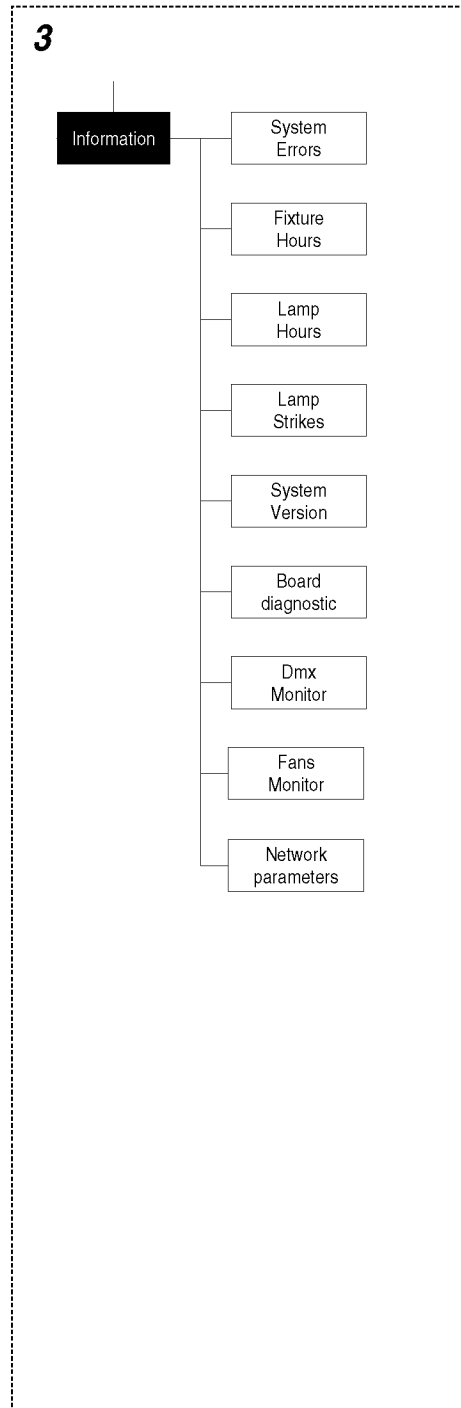 3
Information
System
Errors
Fixture
Hours
Lamp
Hours
Lamp
Strikes
System
Version
Board
diagnostic
Dmx
Monitor
Fans
Monitor
Network
parameters